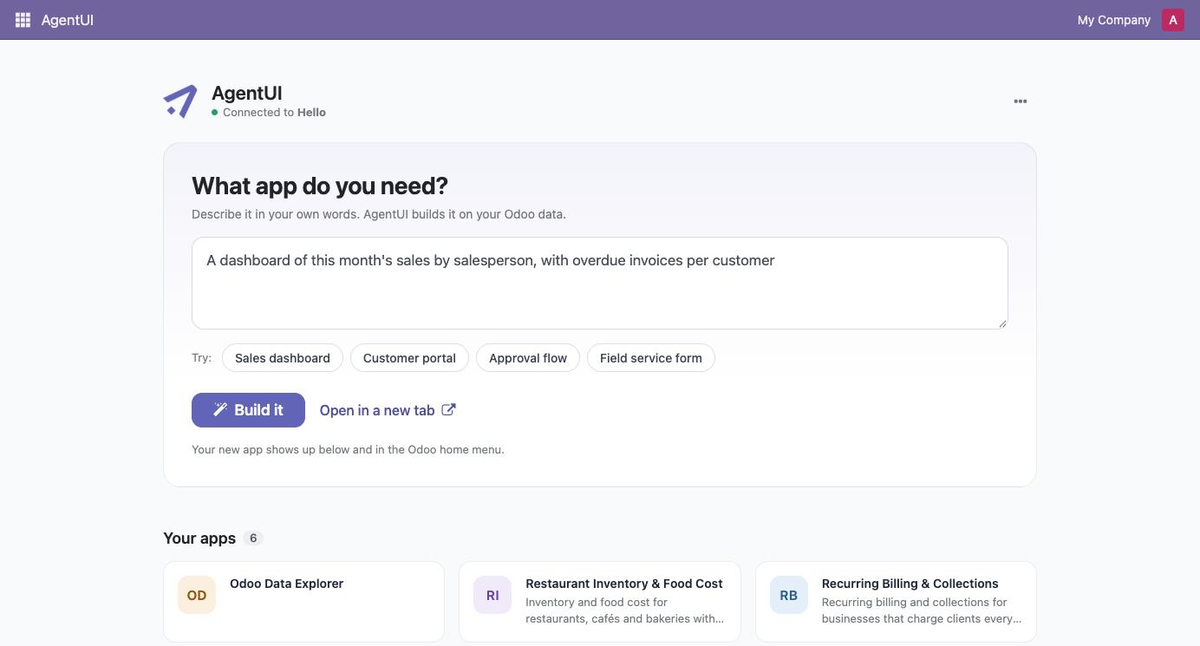 AgentUI
My Company
A
AgentUI
Connected to Hello
What app do you need?
Describe it in your own words. AgentUI builds it on your Odoo data.
A dashboard of this month's sales by salesperson, with overdue invoices per customer
Try:
Sales dashboard
Customer portal
Approval flow
Field service form
Build it
Open in a new tab
Your new app shows up below and in the Odoo home menu.
Your apps 6
OD
Odoo Data Explorer
RI
Restaurant Inventory & Food Cost
Inventory and food cost for
restaurants, cafés and bakeries with...
RB
Recurring Billing & Collections
Recurring billing and collections for
businesses that charge clients every...